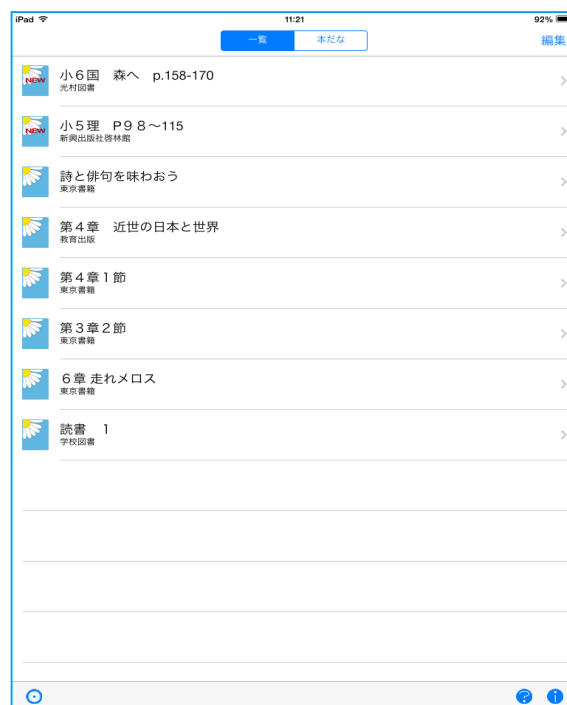 iPad 11:21 92%
一覧 本だな 編集
NEW
小６国　森へ　p.158-170
光村図書
NEW
小５理　P９８～115
新興出版社啓林館
詩と俳句を味わおう
東京書籍
第４章　近世の日本と世界
教育出版
第４章１節
東京書籍
第３章２節
東京書籍
６章 走れメロス
東京書籍
読書　１
学校図書